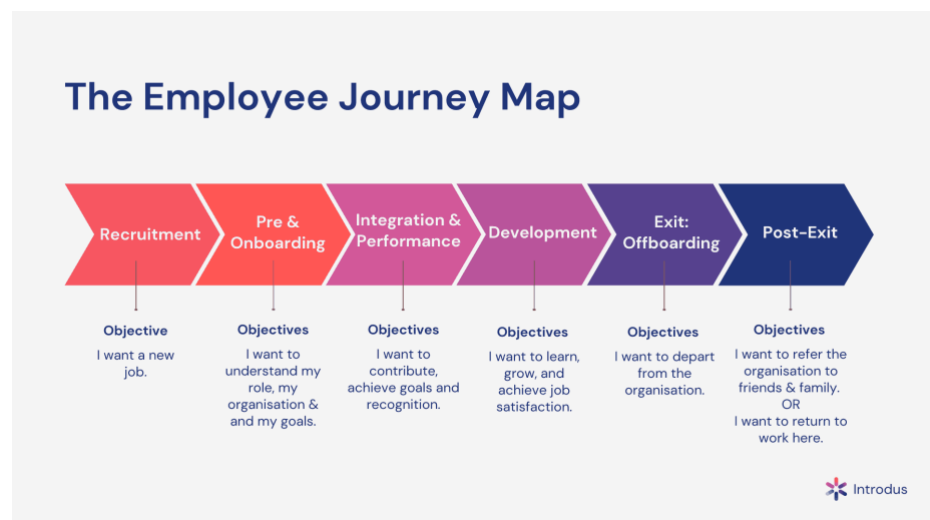 The Employee Journey Map
Recruitment
Pre &
Onboarding
Integration &
Performance
Development
Exit:
Offboarding
Post-Exit
Objective
I want a new
job.
Objectives
I want to
understand my
role, my
organisation &
and my goals.
Objectives
I want to
contribute,
achieve goals and
recognition.
Objectives
I want to learn,
grow, and
achieve job
satisfaction.
Objectives
I want to depart
from the
organisation.
Objectives
I want to refer the
organisation to
friends & family.
OR
I want to return to
work here.
Introdus